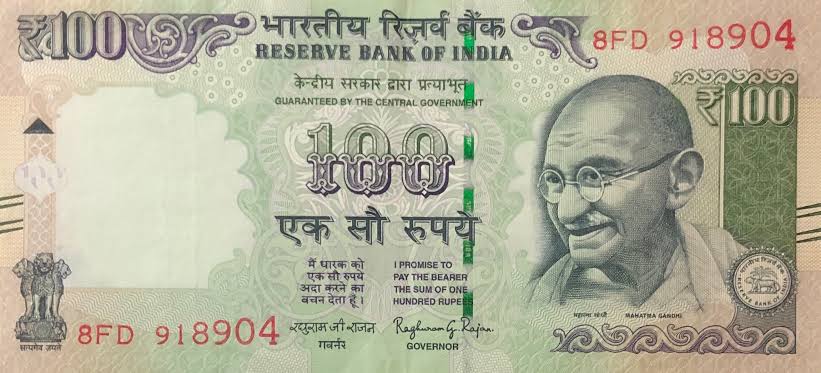 ₹100
भारतीय रिज़र्व बैंक
RESERVE BANK OF INDIA
8FD 918904
केन्द्रीय सरकार द्वारा प्रत्याभूत
GUARANTEED BY THE CENTRAL GOVERNMENT
₹100
100
एक सौ रुपये
मैं धारक को
एक सौ रुपये
अदा करने का
वचन देता हूँ।
I PROMISE TO
PAY THE BEARER
THE SUM OF ONE
HUNDRED RUPEES
रघुराम जी राजन
गवर्नर
Raghuram G. Rajan
GOVERNOR
महात्मा गांधी
MAHATMA GANDHI
भारतीय रिज़र्व बैंक
RESERVE BANK OF INDIA
सत्यमेव जयते
8FD 918904